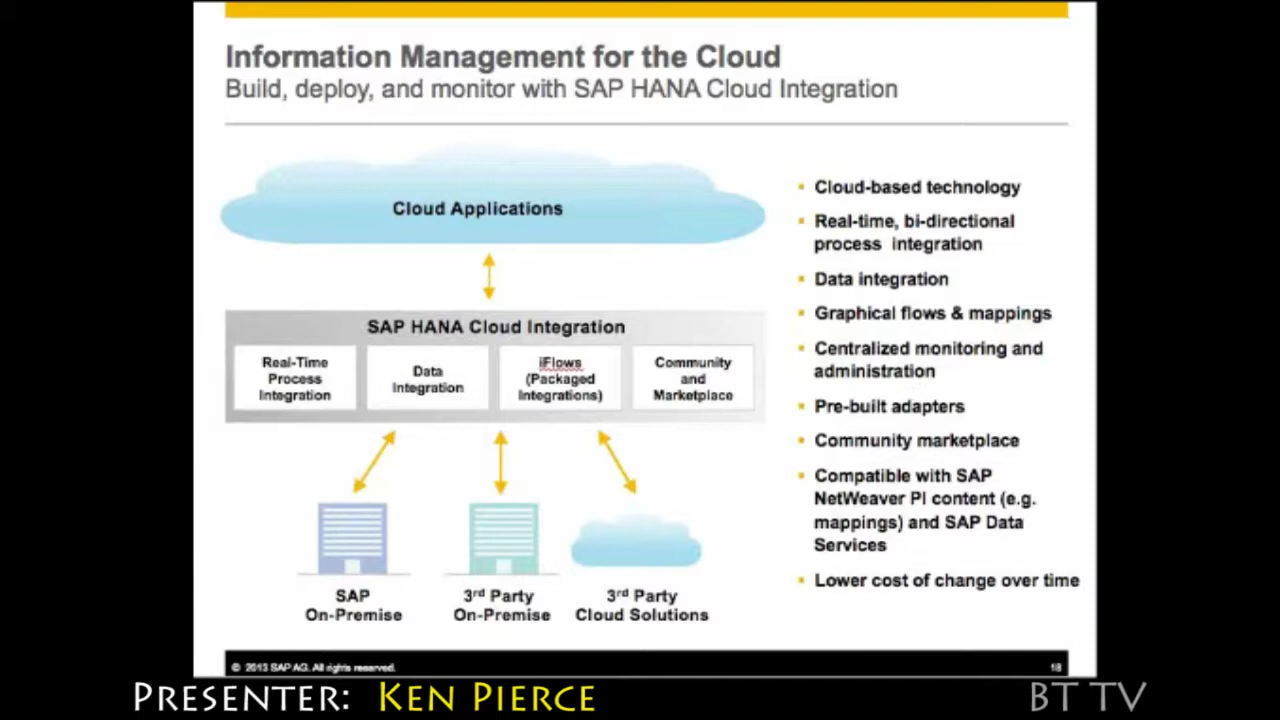 Information Management for the Cloud
Build, deploy, and monitor with SAP HANA Cloud Integration
Cloud Applications
SAP HANA Cloud Integration
Real-Time
Process
Integration
Data
Integration
iFlows
(Packaged
Integrations)
Community
and
Marketplace
SAP
On-Premise
3rd Party
On-Premise
3rd Party
Cloud Solutions
Cloud-based technology
Real-time, bi-directional
process integration
Data integration
Graphical flows & mappings
Centralized monitoring and
administration
Pre-built adapters
Community marketplace
Compatible with SAP
NetWeaver PI content (e.g.
mappings) and SAP Data
Services
Lower cost of change over time
© 2013 SAP AG. All rights reserved.
18
PRESENTER: KEN PIERCE
BT TV